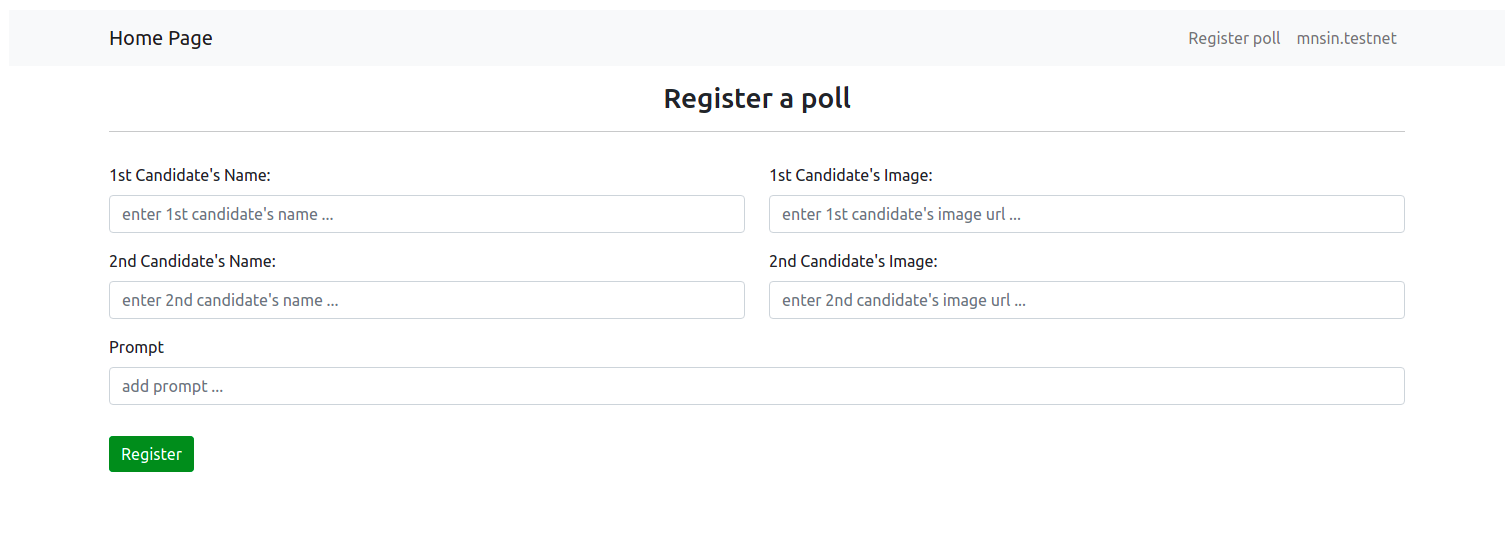 Home Page
Register poll
mnsin.testnet
Register a poll
1st Candidate's Name:
1st Candidate's Image:
enter 1st candidate's name ...
enter 1st candidate's image url ...
2nd Candidate's Name:
2nd Candidate's Image:
enter 2nd candidate's name ...
enter 2nd candidate's image url ...
Prompt
add prompt ...
Register